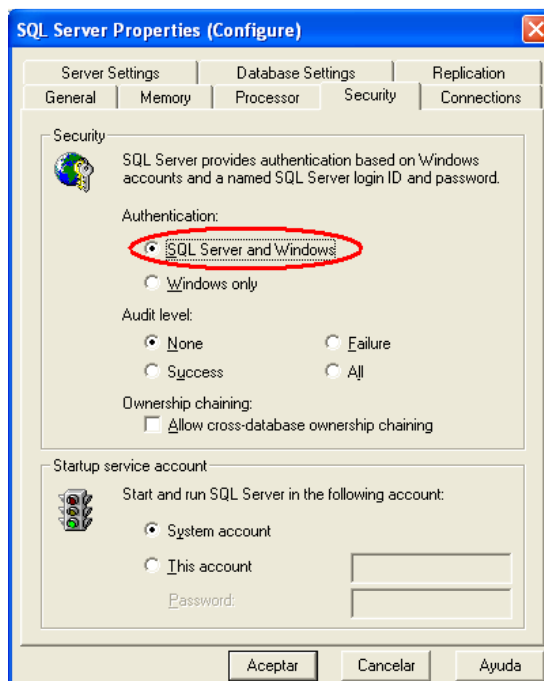 SQL Server Properties (Configure)
Server Settings
Database Settings
Replication
General
Memory
Processor
Security
Connections
Security
SQL Server provides authentication based on Windows
accounts and a named SQL Server login ID and password.
Authentication:
SQL Server and Windows
Windows only
Audit level:
None
Failure
Success
All
Ownership chaining:
Allow cross-database ownership chaining
Startup service account
Start and run SQL Server in the following account:
System account
This account
Password:
Aceptar
Cancelar
Ayuda